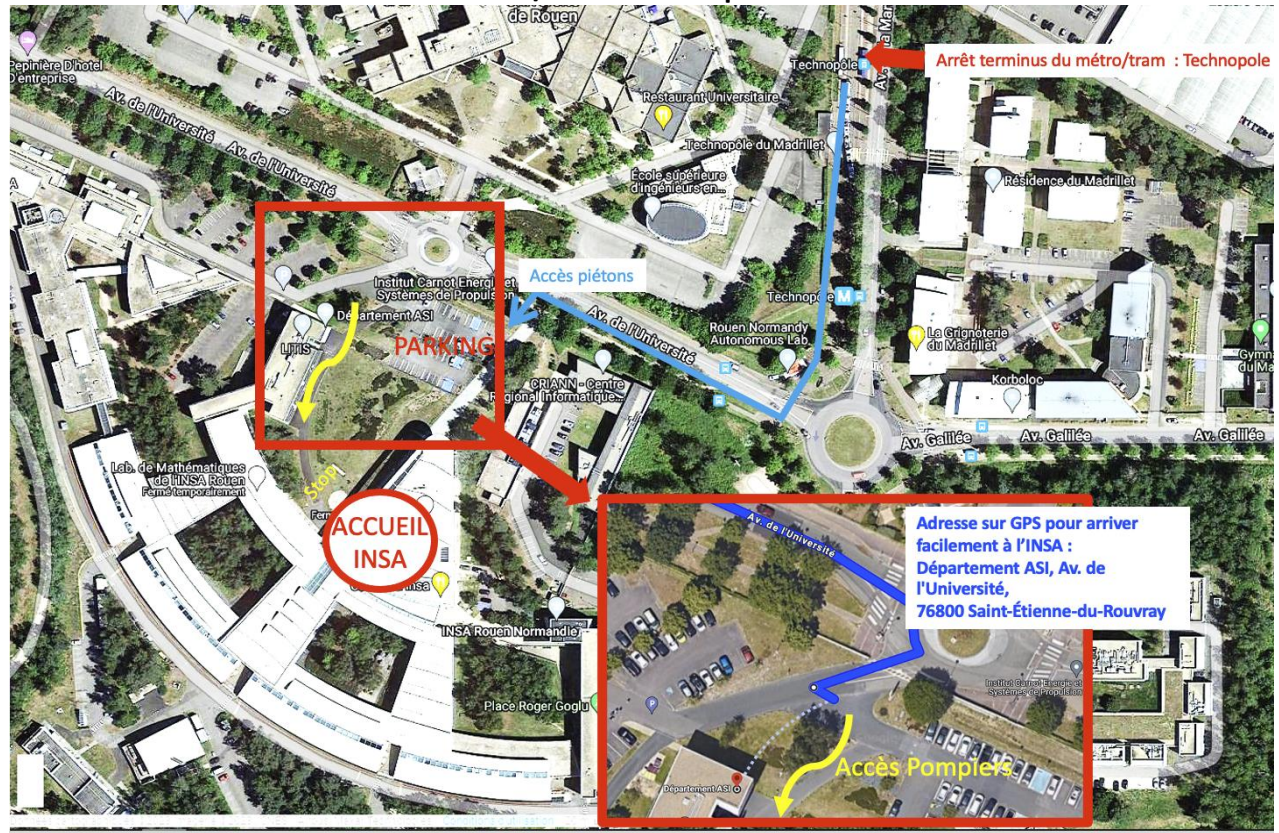 de Rouen
Pepinière D'hotel
D'entreprise
Av. de l'Université
Av. de l'Université
Restaurant Universitaire
Technopôle
Arrêt terminus du métro/tram : Technopole
Technopôle du Madrillet
École supérieure
d'ingénieurs en...
Résidence du Madrillet
Accès piétons
Institut Carnot Energie et
Systèmes de Propulsion
Département ASI
LITIS
PARKING
Technopôle
M
Av. de l'Université
Rouen Normandy
Autonomous Lab.
La Grignoterie
du Madrillet
Korboloc
CRIANN - Centre
Régional Informatique...
Av. Galilée
Av. Galilée
Av. Galilée
Lab. de Mathématiques
de l'INSA Rouen
Fermé temporairement
Stop
ACCUEIL
INSA
INSA Rouen Normandie
Place Roger Goglu
Av. de l'Université
Adresse sur GPS pour arriver
facilement à l'INSA :
Département ASI, Av. de
l'Université,
76800 Saint-Étienne-du-Rouvray
Institut Carnot Energie et
Systèmes de Propulsion
P
Accès Pompiers
Département ASI